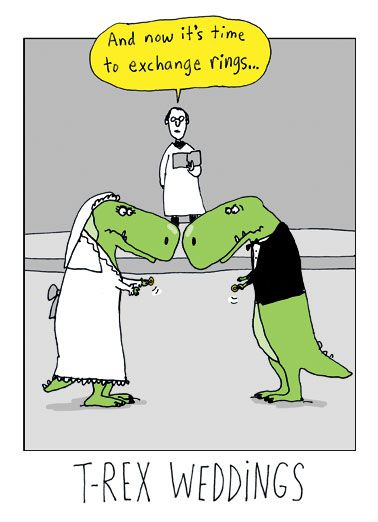 And now it's time
to exchange rings...
T-REX WEDDINGS